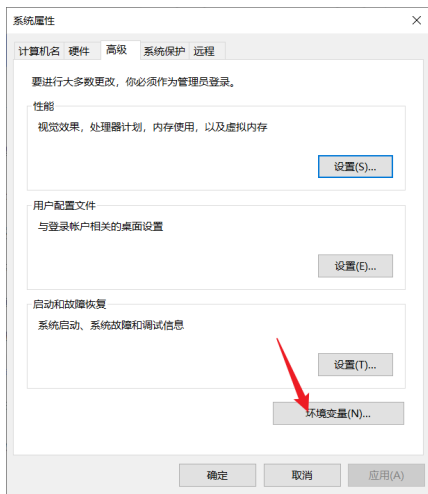 系统属性
计算机名 硬件 高级 系统保护 远程
要进行大多数更改，你必须作为管理员登录。
性能
视觉效果，处理器计划，内存使用，以及虚拟内存
设置(S)...
用户配置文件
与登录帐户相关的桌面设置
设置(E)...
启动和故障恢复
系统启动、系统故障和调试信息
设置(T)...
环境变量(N)...
确定 取消 应用(A)